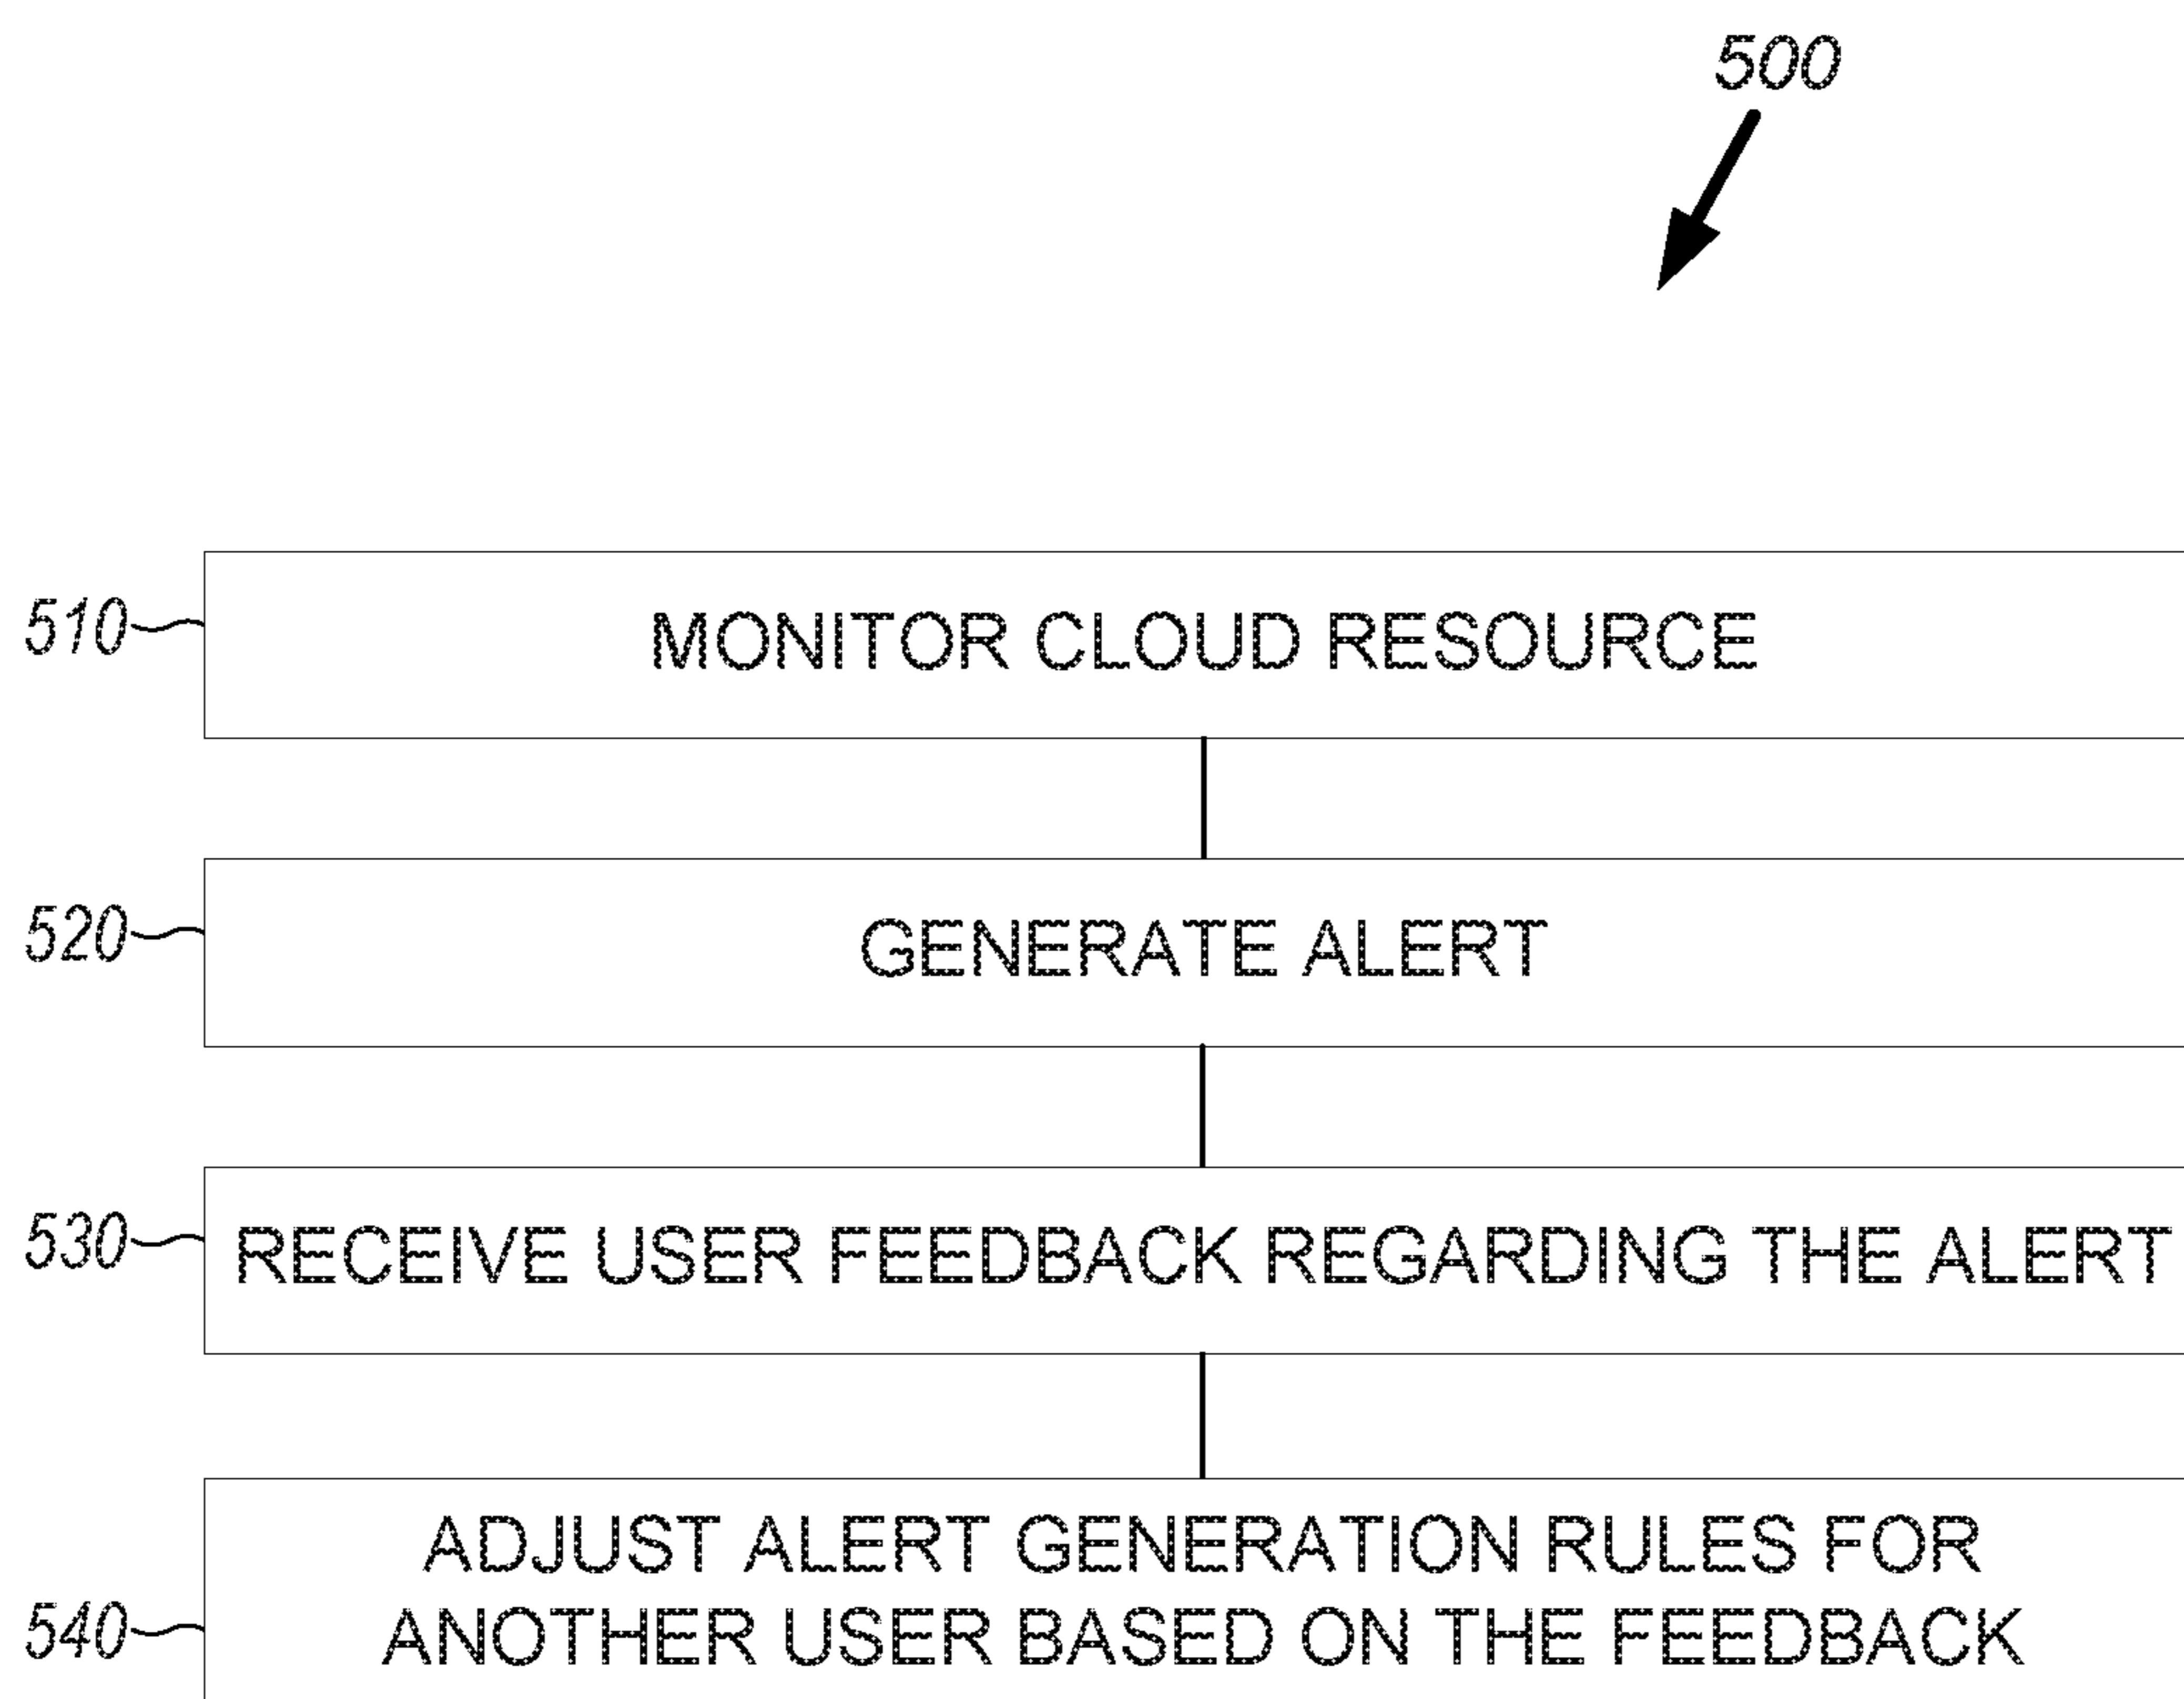 500
510
MONITOR CLOUD RESOURCE
520
GENERATE ALERT
530
RECEIVE USER FEEDBACK REGARDING THE ALERT
540
ADJUST ALERT GENERATION RULES FOR
ANOTHER USER BASED ON THE FEEDBACK